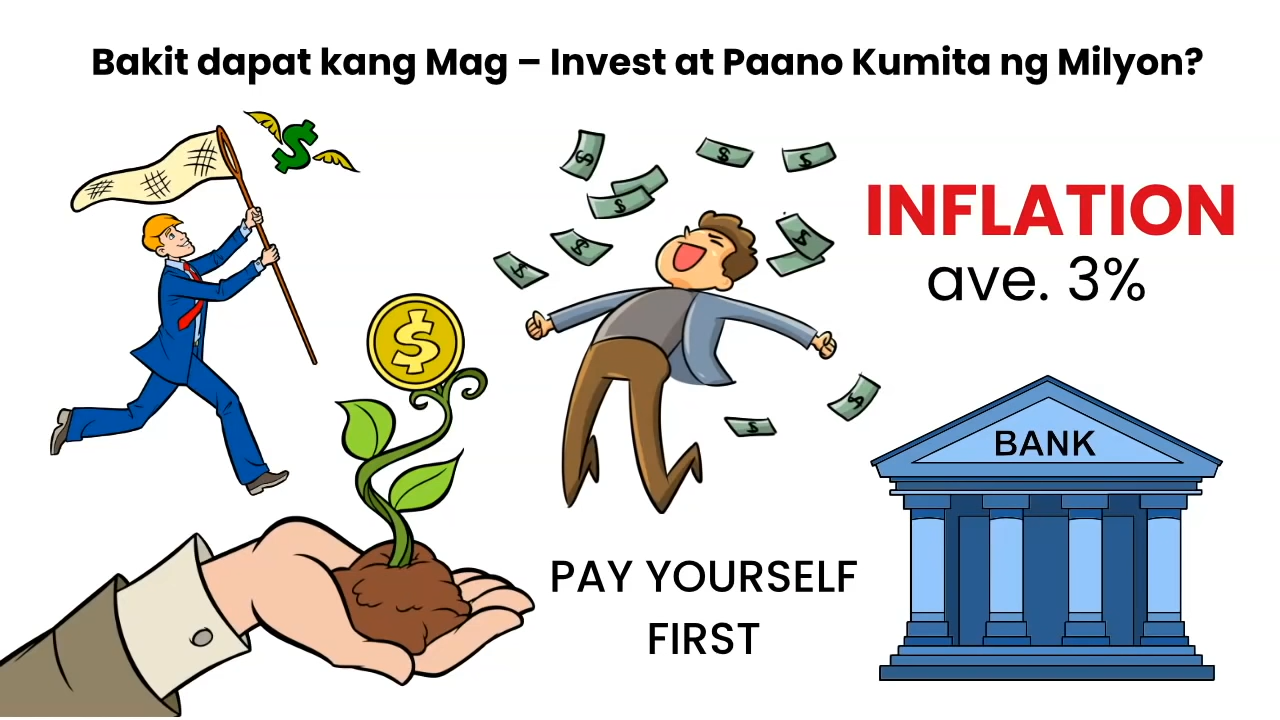 Bakit dapat kang Mag – Invest at Paano Kumita ng Milyon?
INFLATION
ave. 3%
BANK
PAY YOURSELF
FIRST